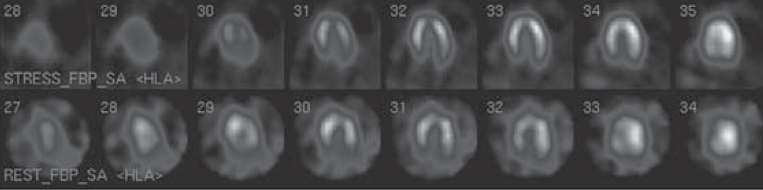 28 29 30 31 32 33 34 35
STRESS_FBP_SA <HLA>
27 28 29 30 31 32 33 34
REST_FBP_SA <HLA>